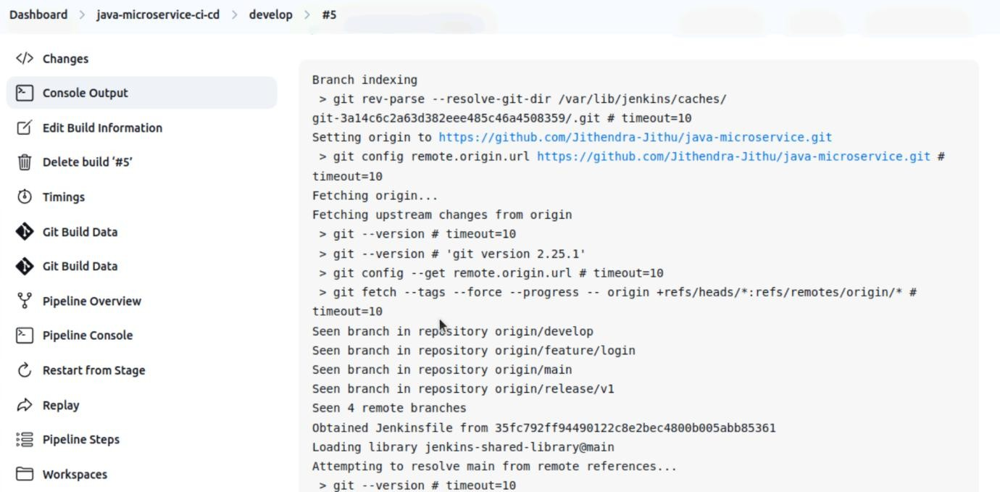 Dashboard > java-microservice-ci-cd > develop > #5
Changes
Console Output
Edit Build Information
Delete build ‘#5’
Timings
Git Build Data
Git Build Data
Pipeline Overview
Pipeline Console
Restart from Stage
Replay
Pipeline Steps
Workspaces
Branch indexing
> git rev-parse --resolve-git-dir /var/lib/jenkins/caches/
git-3a14c6c2a63d382eee485c46a4508359/.git # timeout=10
Setting origin to https://github.com/Jithendra-Jithu/java-microservice.git
> git config remote.origin.url https://github.com/Jithendra-Jithu/java-microservice.git #
timeout=10
Fetching origin...
Fetching upstream changes from origin
> git --version # timeout=10
> git --version # 'git version 2.25.1'
> git config --get remote.origin.url # timeout=10
> git fetch --tags --force --progress -- origin +refs/heads/*:refs/remotes/origin/* #
timeout=10
Seen branch in repository origin/develop
Seen branch in repository origin/feature/login
Seen branch in repository origin/main
Seen branch in repository origin/release/v1
Seen 4 remote branches
Obtained Jenkinsfile from 35fc792ff94490122c8e2bec4800b005abb85361
Loading library jenkins-shared-library@main
Attempting to resolve main from remote references...
> git --version # timeout=10